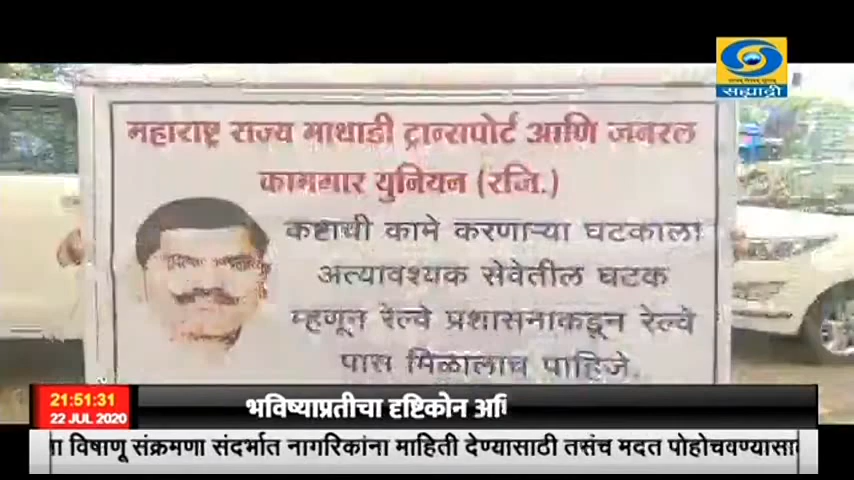 सह्याद्री
महाराष्ट्र राज्य माथाडी ट्रान्सपोर्ट आणि जनरल
कामगार युनियन (रजि.)
कष्टाची कामे करणाऱ्या घटकाला
अत्यावश्यक सेवेतील घटक
म्हणून रेल्वे प्रशासनाकडून रेल्वे
पास मिळालाच पाहिजे.
21:51:31
22 JUL 2020
भविष्याप्रतीचा दृष्टिकोन
विषाणू संक्रमणा संदर्भात नागरिकांना माहिती देण्यासाठी तसंच मदत